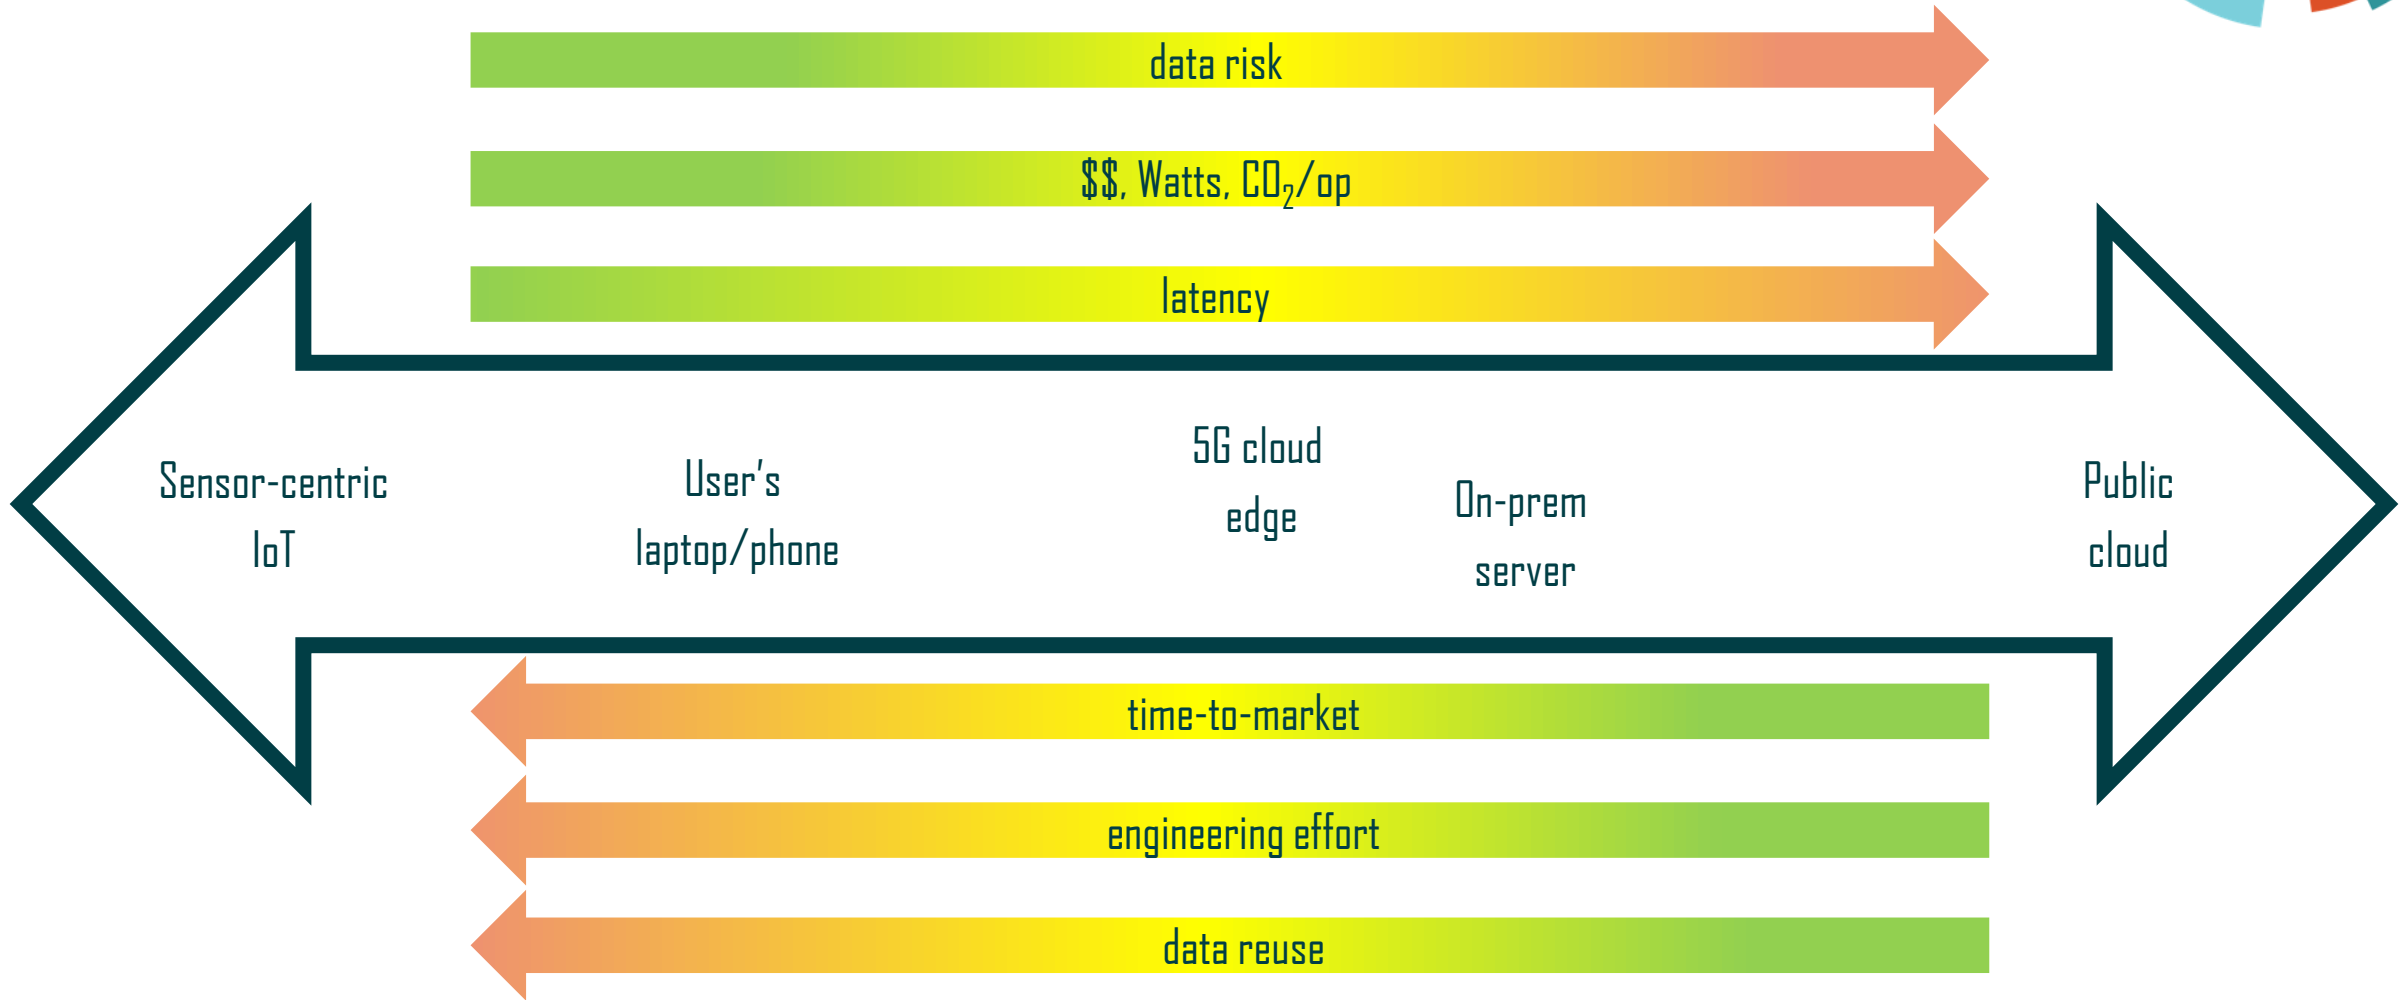 data risk
$$, Watts, CO₂/op
latency
Sensor-centric
IoT
User's
laptop/phone
5G cloud
edge
On-prem
server
Public
cloud
time-to-market
engineering effort
data reuse